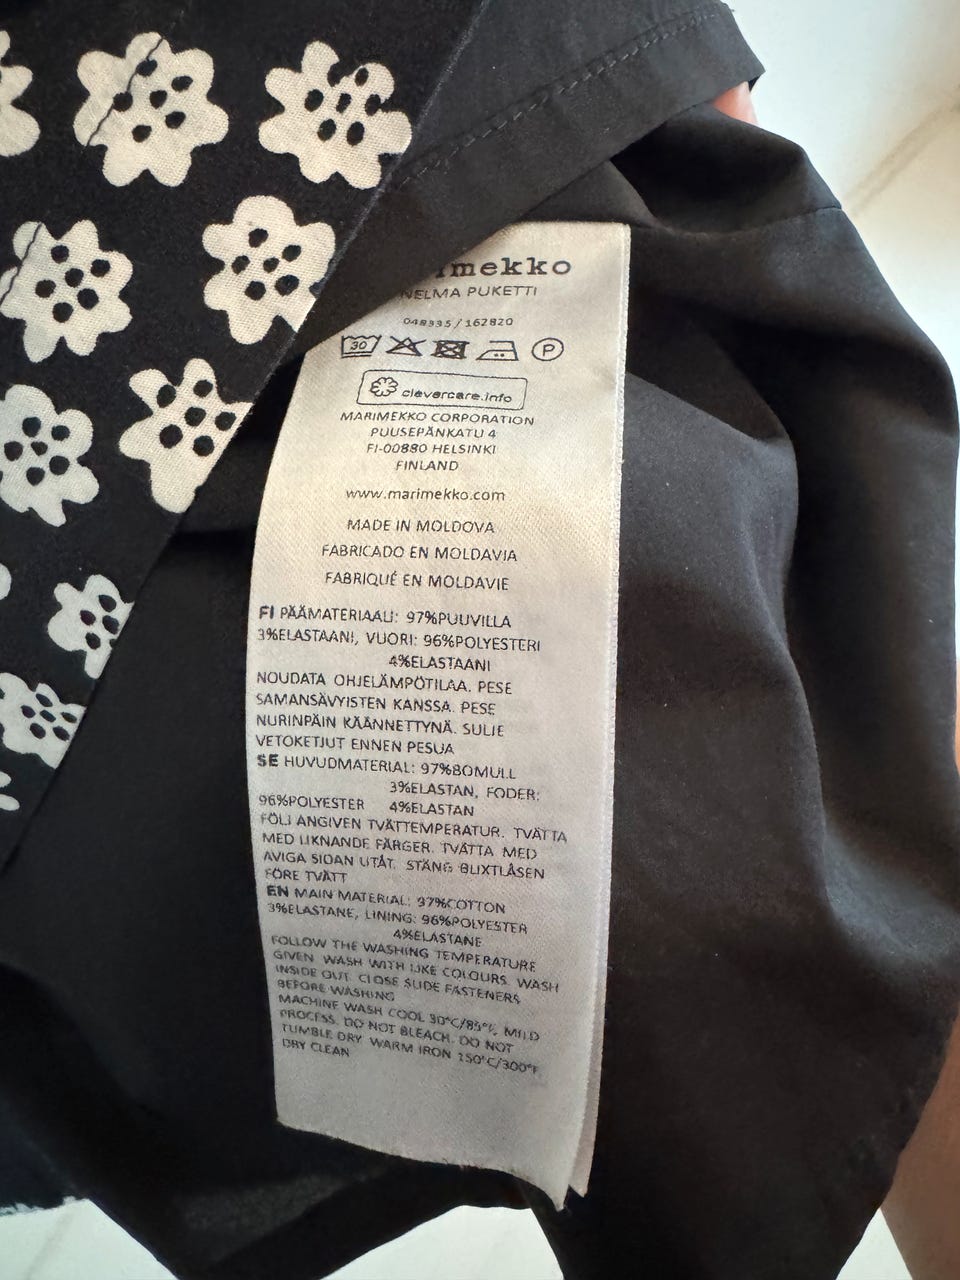 imekko
NELMA PUKETTI
048335 / 162820
30 P
clevercare.info
MARIMEKKO CORPORATION
PUUSEPÄNKATU 4
FI-00880 HELSINKI
FINLAND
www.marimekko.com
MADE IN MOLDOVA
FABRICADO EN MOLDAVIA
FABRIQUÉ EN MOLDAVIE
FI PÄÄMATERIAALI: 97%PUUVILLA
3%ELASTAANI, VUORI: 96%POLYESTERI
4%ELASTAANI
NOUDATA OHJELÄMPÖTILAA. PESE
SAMANSÄVYISTEN KANSSA. PESE
NURINPÄIN KÄÄNNETTYNÄ. SULJE
VETOKETJUT ENNEN PESUA
SE HUVUDMATERIAL: 97%BOMULL
3%ELASTAN, FODER:
96%POLYESTER 4%ELASTAN
FÖLJ ANGIVEN TVÄTTEMPERATUR. TVÄTTA
MED LIKNANDE FÄRGER. TVÄTTA MED
AVIGA SIDAN UTÅT. STÄNG BLIXTLÅSEN
FÖRE TVÄTT
EN MAIN MATERIAL: 97%COTTON
3%ELASTANE, LINING: 96%POLYESTER
4%ELASTANE
FOLLOW THE WASHING TEMPERATURE
GIVEN. WASH WITH LIKE COLOURS. WASH
INSIDE OUT. CLOSE SLIDE FASTENERS
BEFORE WASHING
MACHINE WASH COOL 30°C/85°F, MILD
PROCESS. DO NOT BLEACH. DO NOT
TUMBLE DRY. WARM IRON 150°C/300°F.
DRY CLEAN